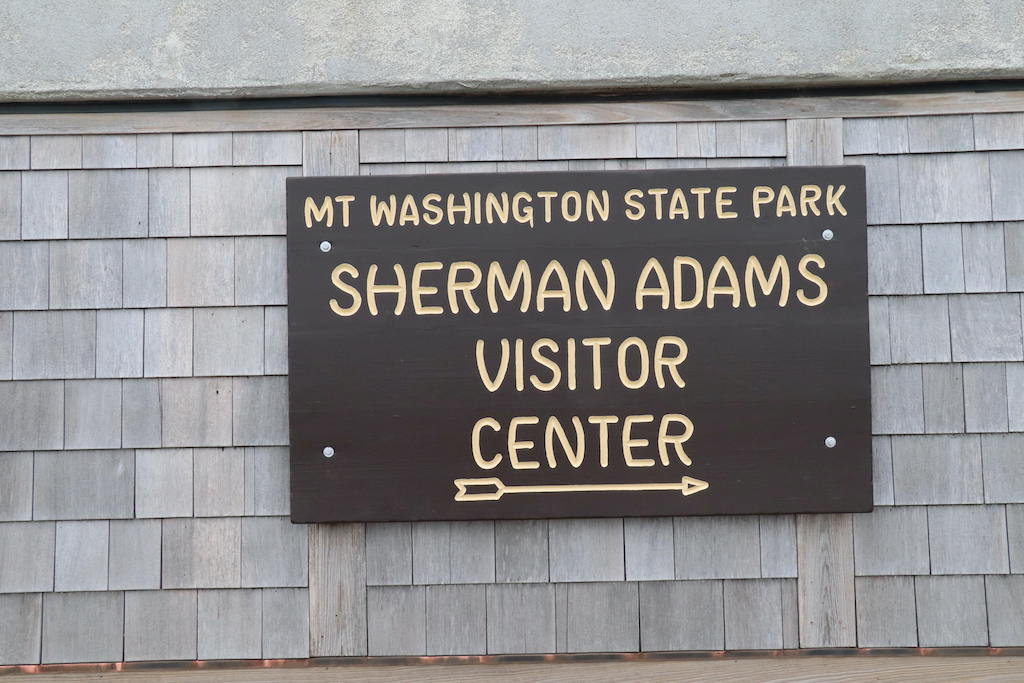 MT WASHINGTON STATE PARK
SHERMAN ADAMS
VISITOR
CENTER